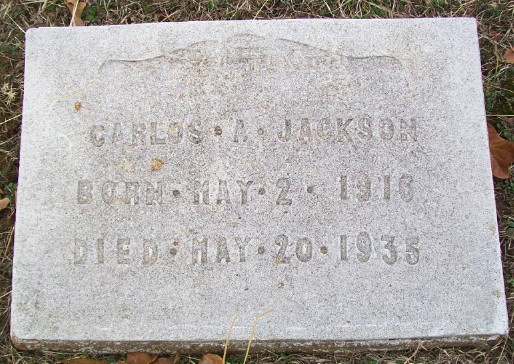 CARLOS · A · JACKSON
BORN · MAY · 2 · 1916
DIED · MAY · 20 · 1935